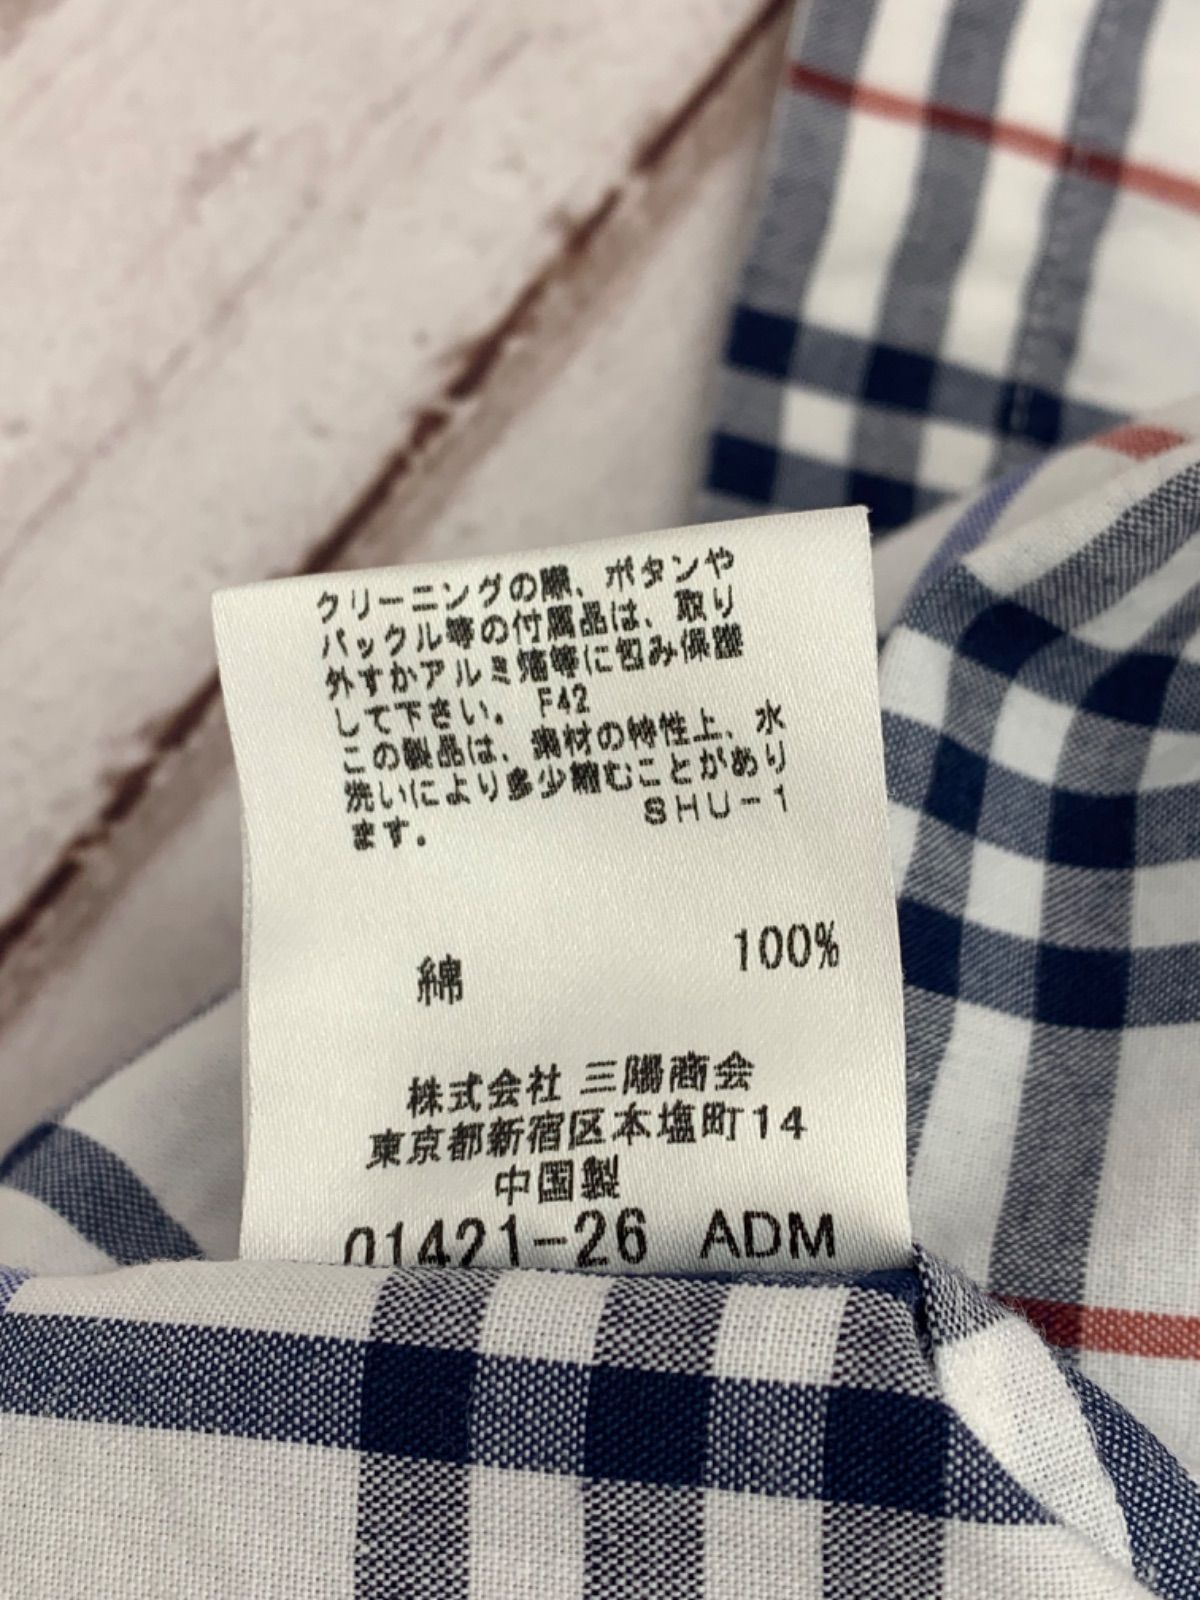 クリーニングの際、ボタンや
バックル等の付属品は、取り
外すかアルミ箔等に包み保護
して下さい。 F42
この製品は、素材の特性上、水
洗いにより多少縮むことがあり
ます。 SHU-1
綿 100%
株式会社 三陽商会
東京都新宿区本塩町14
中国製
01421-26 ADM